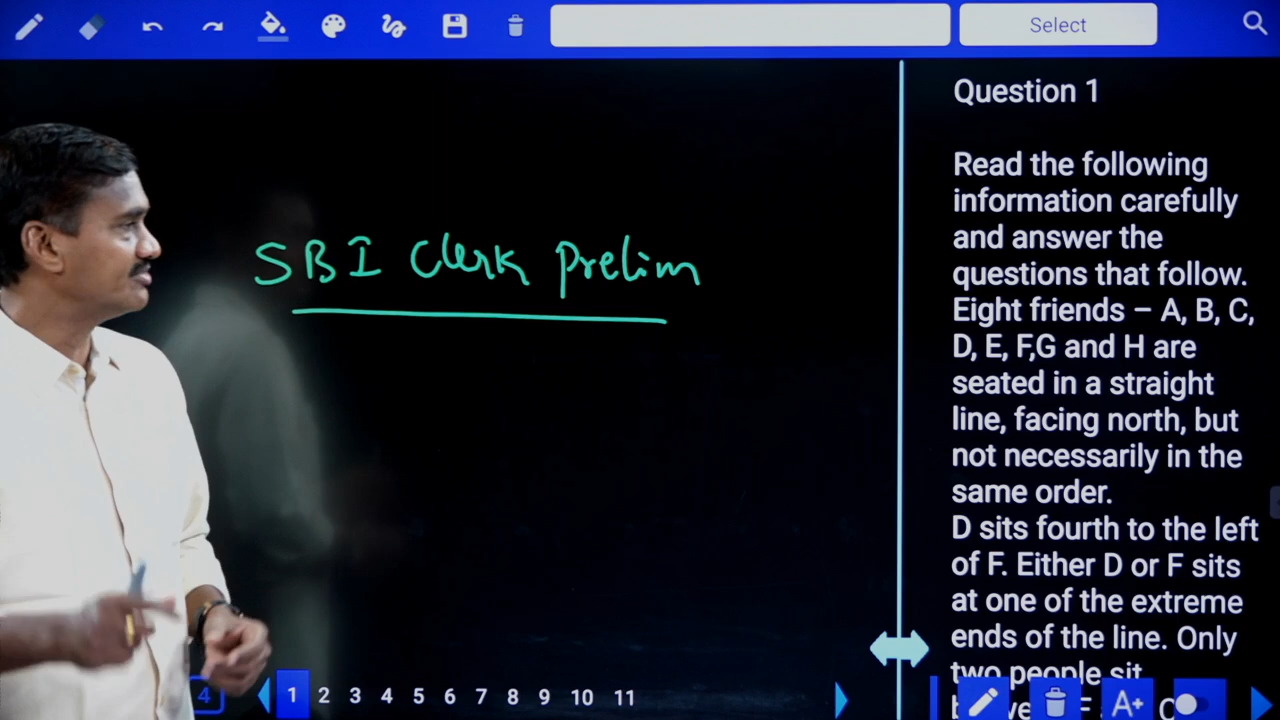 Select
Question 1
Read the following
information carefully
and answer the
questions that follow.
Eight friends – A, B, C,
D, E, F,G and H are
seated in a straight
line, facing north, but
not necessarily in the
same order.
D sits fourth to the left
of F. Either D or F sits
at one of the extreme
ends of the line. Only
two people sit
SBI Clerk Prelim
4
1 2 3 4 5 6 7 8 9 10 11
A+